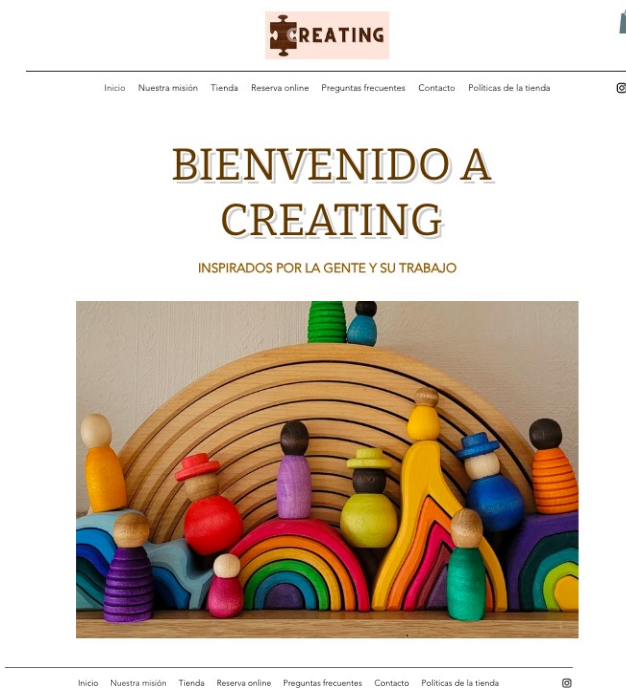 CREATING
Inicio Nuestra misión Tienda Reserva online Preguntas frecuentes Contacto Políticas de la tienda
BIENVENIDO A
CREATING
INSPIRADOS POR LA GENTE Y SU TRABAJO
Inicio Nuestra misión Tienda Reserva online Preguntas frecuentes Contacto Políticas de la tienda